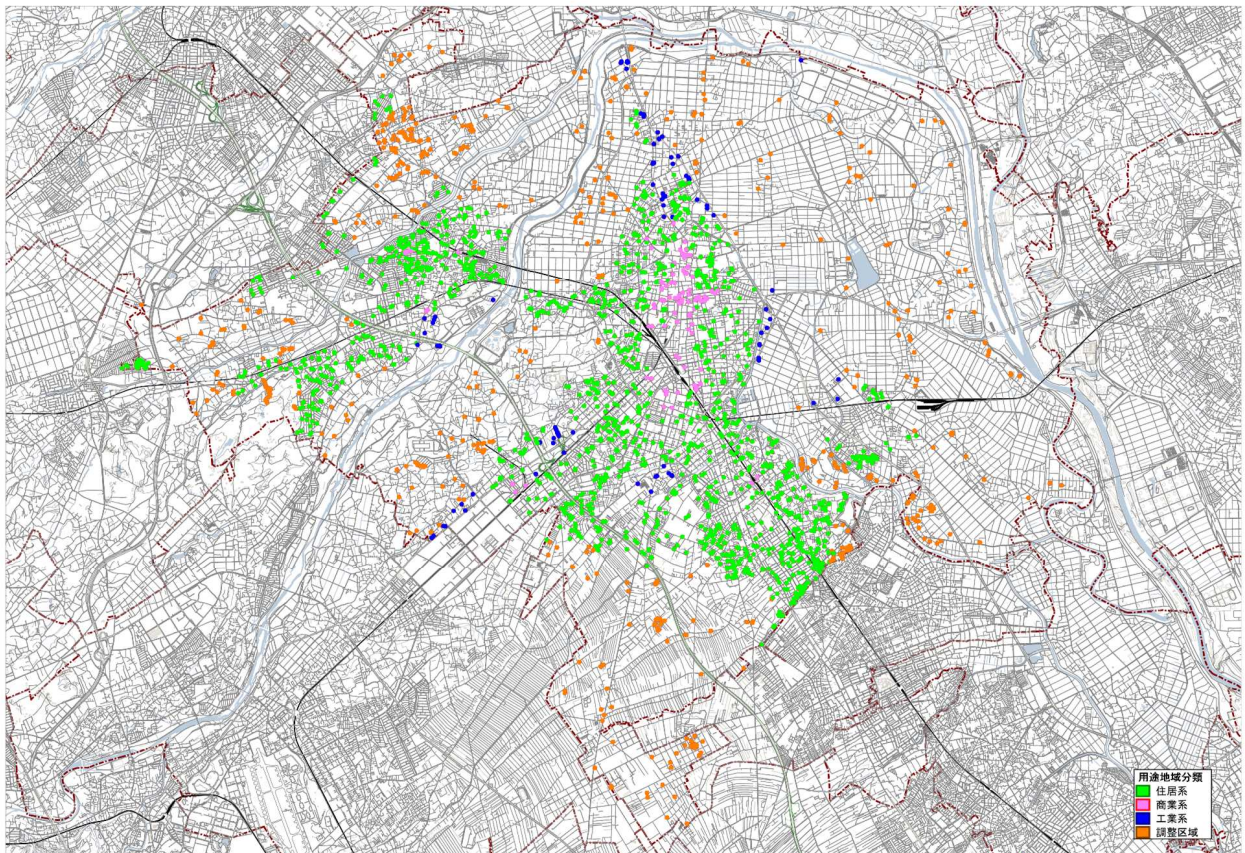 用途地域分類
住居系
商業系
工業系
調整区域